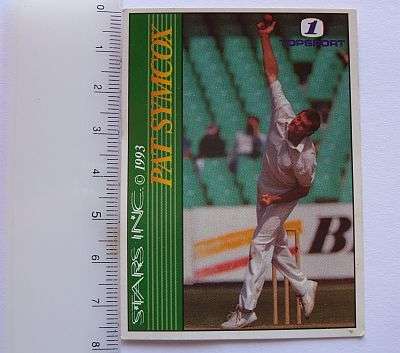 1
TOPSPORT
PAT SYMCOX
STARS INC. © 1993
B
0
1
2
3
4
5
6
7
8